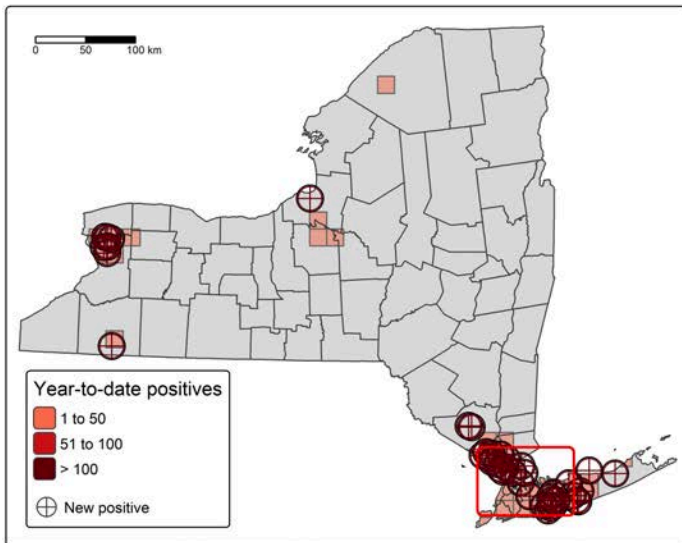 0 50 100 km
Year-to-date positives
1 to 50
51 to 100
> 100
New positive